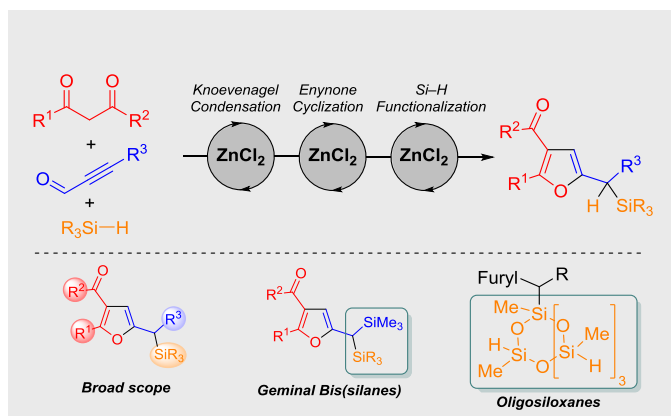 O O
R1 R2
+
R3
O
+
R3Si–H
Knoevenagel
Condensation
Enynone
Cyclization
Si–H
Functionalization
ZnCl2
ZnCl2
ZnCl2
O
R2
R3
R1 O
H SiR3
O
R2
R3
R1 O
SiR3
Broad scope
O
R2
SiMe3
R1 O
SiR3
Geminal Bis(silanes)
Furyl R
Me Si
O O Me
H Si Si
Me O H
3
Oligosiloxanes